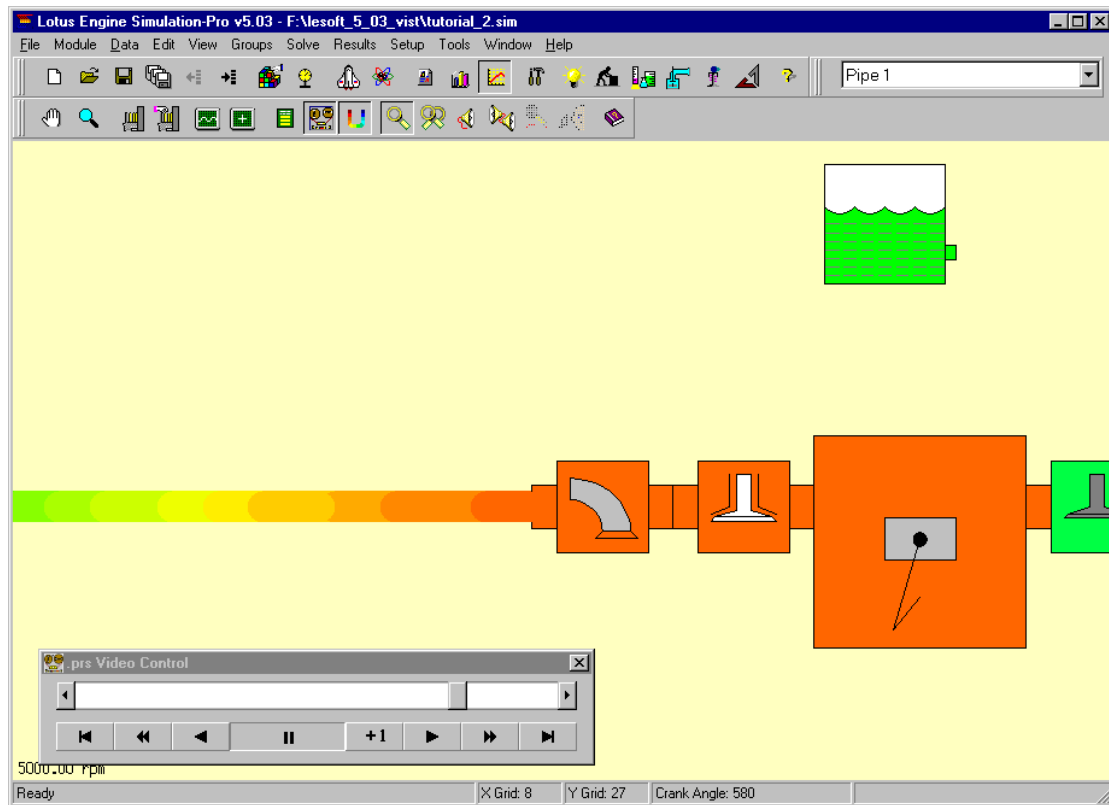 Lotus Engine Simulation-Pro v5.03 - F:\lesoft_5_03_vist\tutorial_2.sim
File Module Data Edit View Groups Solve Results Setup Tools Window Help
Pipe 1
.prs Video Control
+1
5000.00 rpm
Ready X Grid: 8 Y Grid: 27 Crank Angle: 580